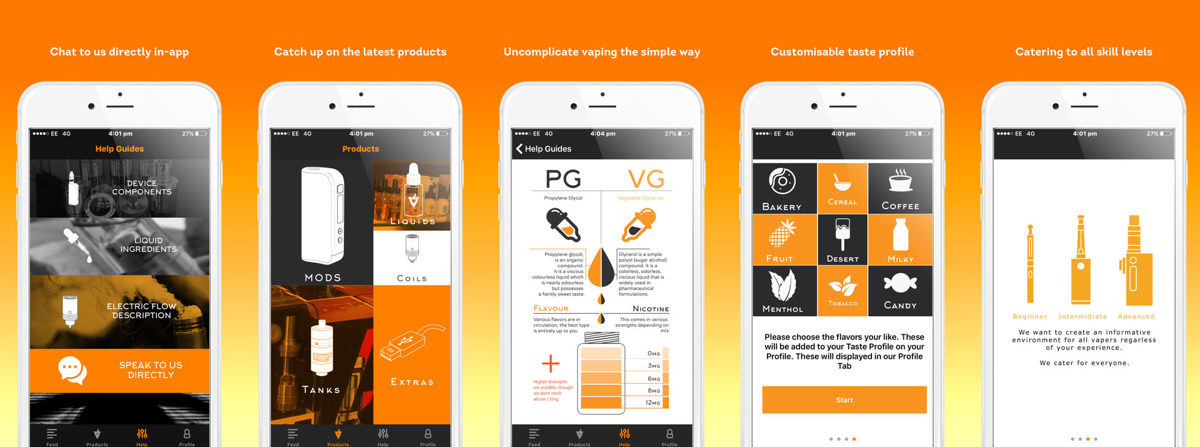 Chat to us directly in-app
EE 4G 4:01 pm 27%
Help Guides
DEVICE
COMPONENTS
LIQUID
INGREDIENTS
ELECTRIC FLOW
DESCRIPTION
SPEAK TO US
DIRECTLY
Feed Products Help Profile
Catch up on the latest products
EE 4G 4:01 pm 27%
Products
MODS
LIQUIDS
COILS
TANKS
EXTRAS
Feed Products Help Profile
Uncomplicate vaping the simple way
EE 4G 4:04 pm 27%
Help Guides
PG
Propylene Glycol
VG
Vegetable Glycerine
Propylene glycol,
is an organic
compound.
It is a viscous
colourless liquid which
is nearly odourless
but possesses
a faintly sweet taste.
Glycerol is a simple
polyol (sugar alcohol)
compound. It is a
colorless, odorless,
viscous liquid that is
widely used in
pharmaceutical
formulations.
FLAVOUR
Various flavors are in
circulation, the best type
is entirely up to you.
NICOTINE
This comes in various
strengths depending on
mix
Higher Strenghts
are availible, though
we dont stock
above 12mg
0MG
3MG
6MG
8MG
12MG
Feed Products Help Profile
Customisable taste profile
EE 4G 4:01 pm 27%
BAKERY
CEREAL
COFFEE
FRUIT
DESERT
MILKY
MENTHOL
TOBACCO
CANDY
Please choose the flavors your like. These
will be added to your Taste Profile on your
Profile. These will displayed in our Profile
Tab
Start
Catering to all skill levels
EE 4G 4:01 pm 27%
Beginner Intermidiate Advanced
We want to create an informative
environment for all vapers regarless
of your experience.
We cater for everyone.